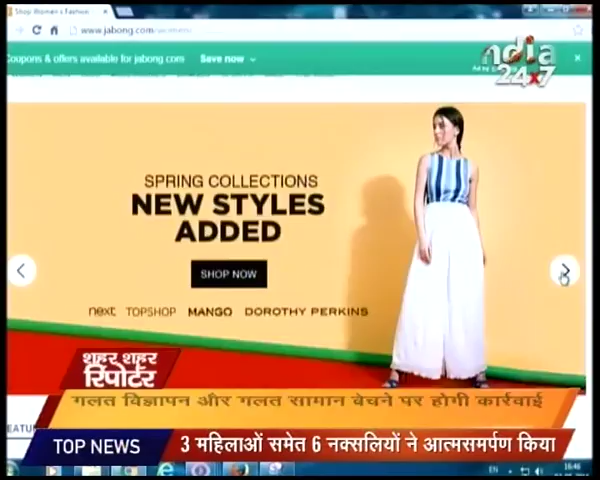 Shop Women's Fashion
www.jabong.com/women/
Coupons & offers available for jabong.com Save now
ndia
24x7
SPRING COLLECTIONS
NEW STYLES
ADDED
SHOP NOW
next TOPSHOP MANGO DOROTHY PERKINS
शहर शहर
रिपोर्टर
गलत विज्ञापन और गलत सामान बेचने पर होगी कार्रवाई
TOP NEWS
3 महिलाओं समेत 6 नक्सलियों ने आत्मसमर्पण किया
EN
16:46